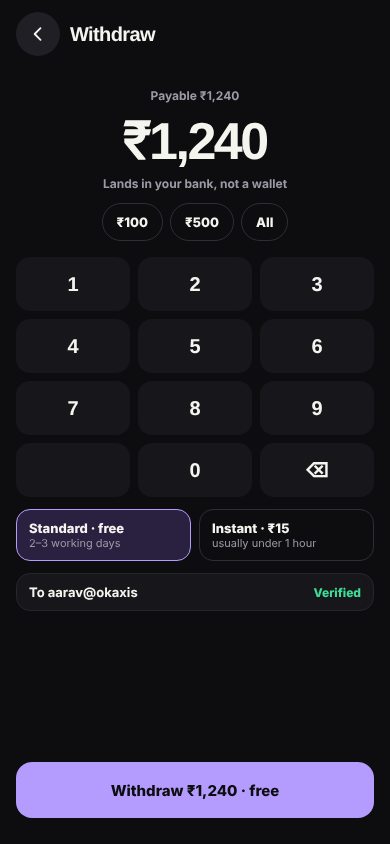 Withdraw
Payable ₹1,240
₹1,240
Lands in your bank, not a wallet
₹100 ₹500 All
1 2 3
4 5 6
7 8 9
0
Standard · free Instant · ₹15
2–3 working days usually under 1 hour
To aarav@okaxis Verified
Withdraw ₹1,240 · free